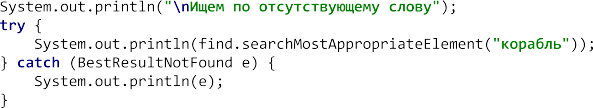 System.out.println("\nИщем по отсутствующему слову");
try {
    System.out.println(find.searchMostAppropriateElement("корабль"));
} catch (BestResultNotFound e) {
    System.out.println(e);
}